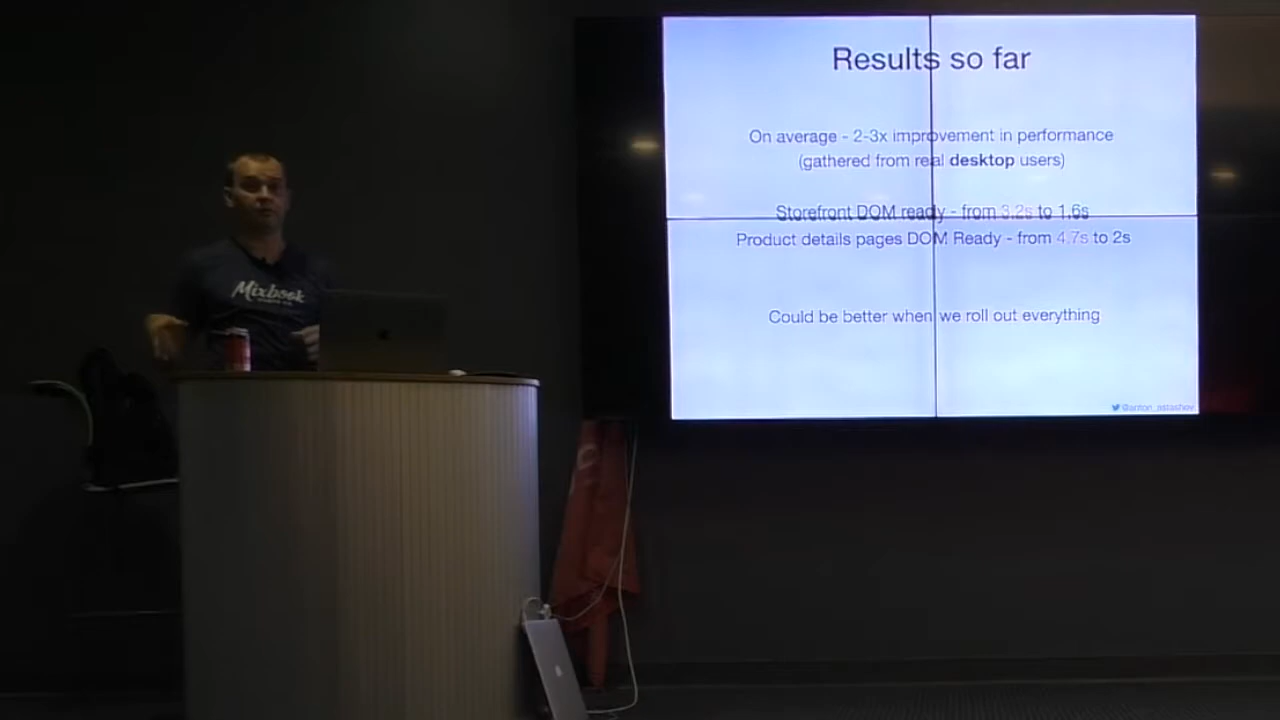 Results so far
On average - 2-3x improvement in performance
(gathered from real desktop users)
Storefront DOM ready - from 3.2s to 1.6s
Product details pages DOM Ready - from 4.7s to 2s
Could be better when we roll out everything
@anton_astashov
Mixbook